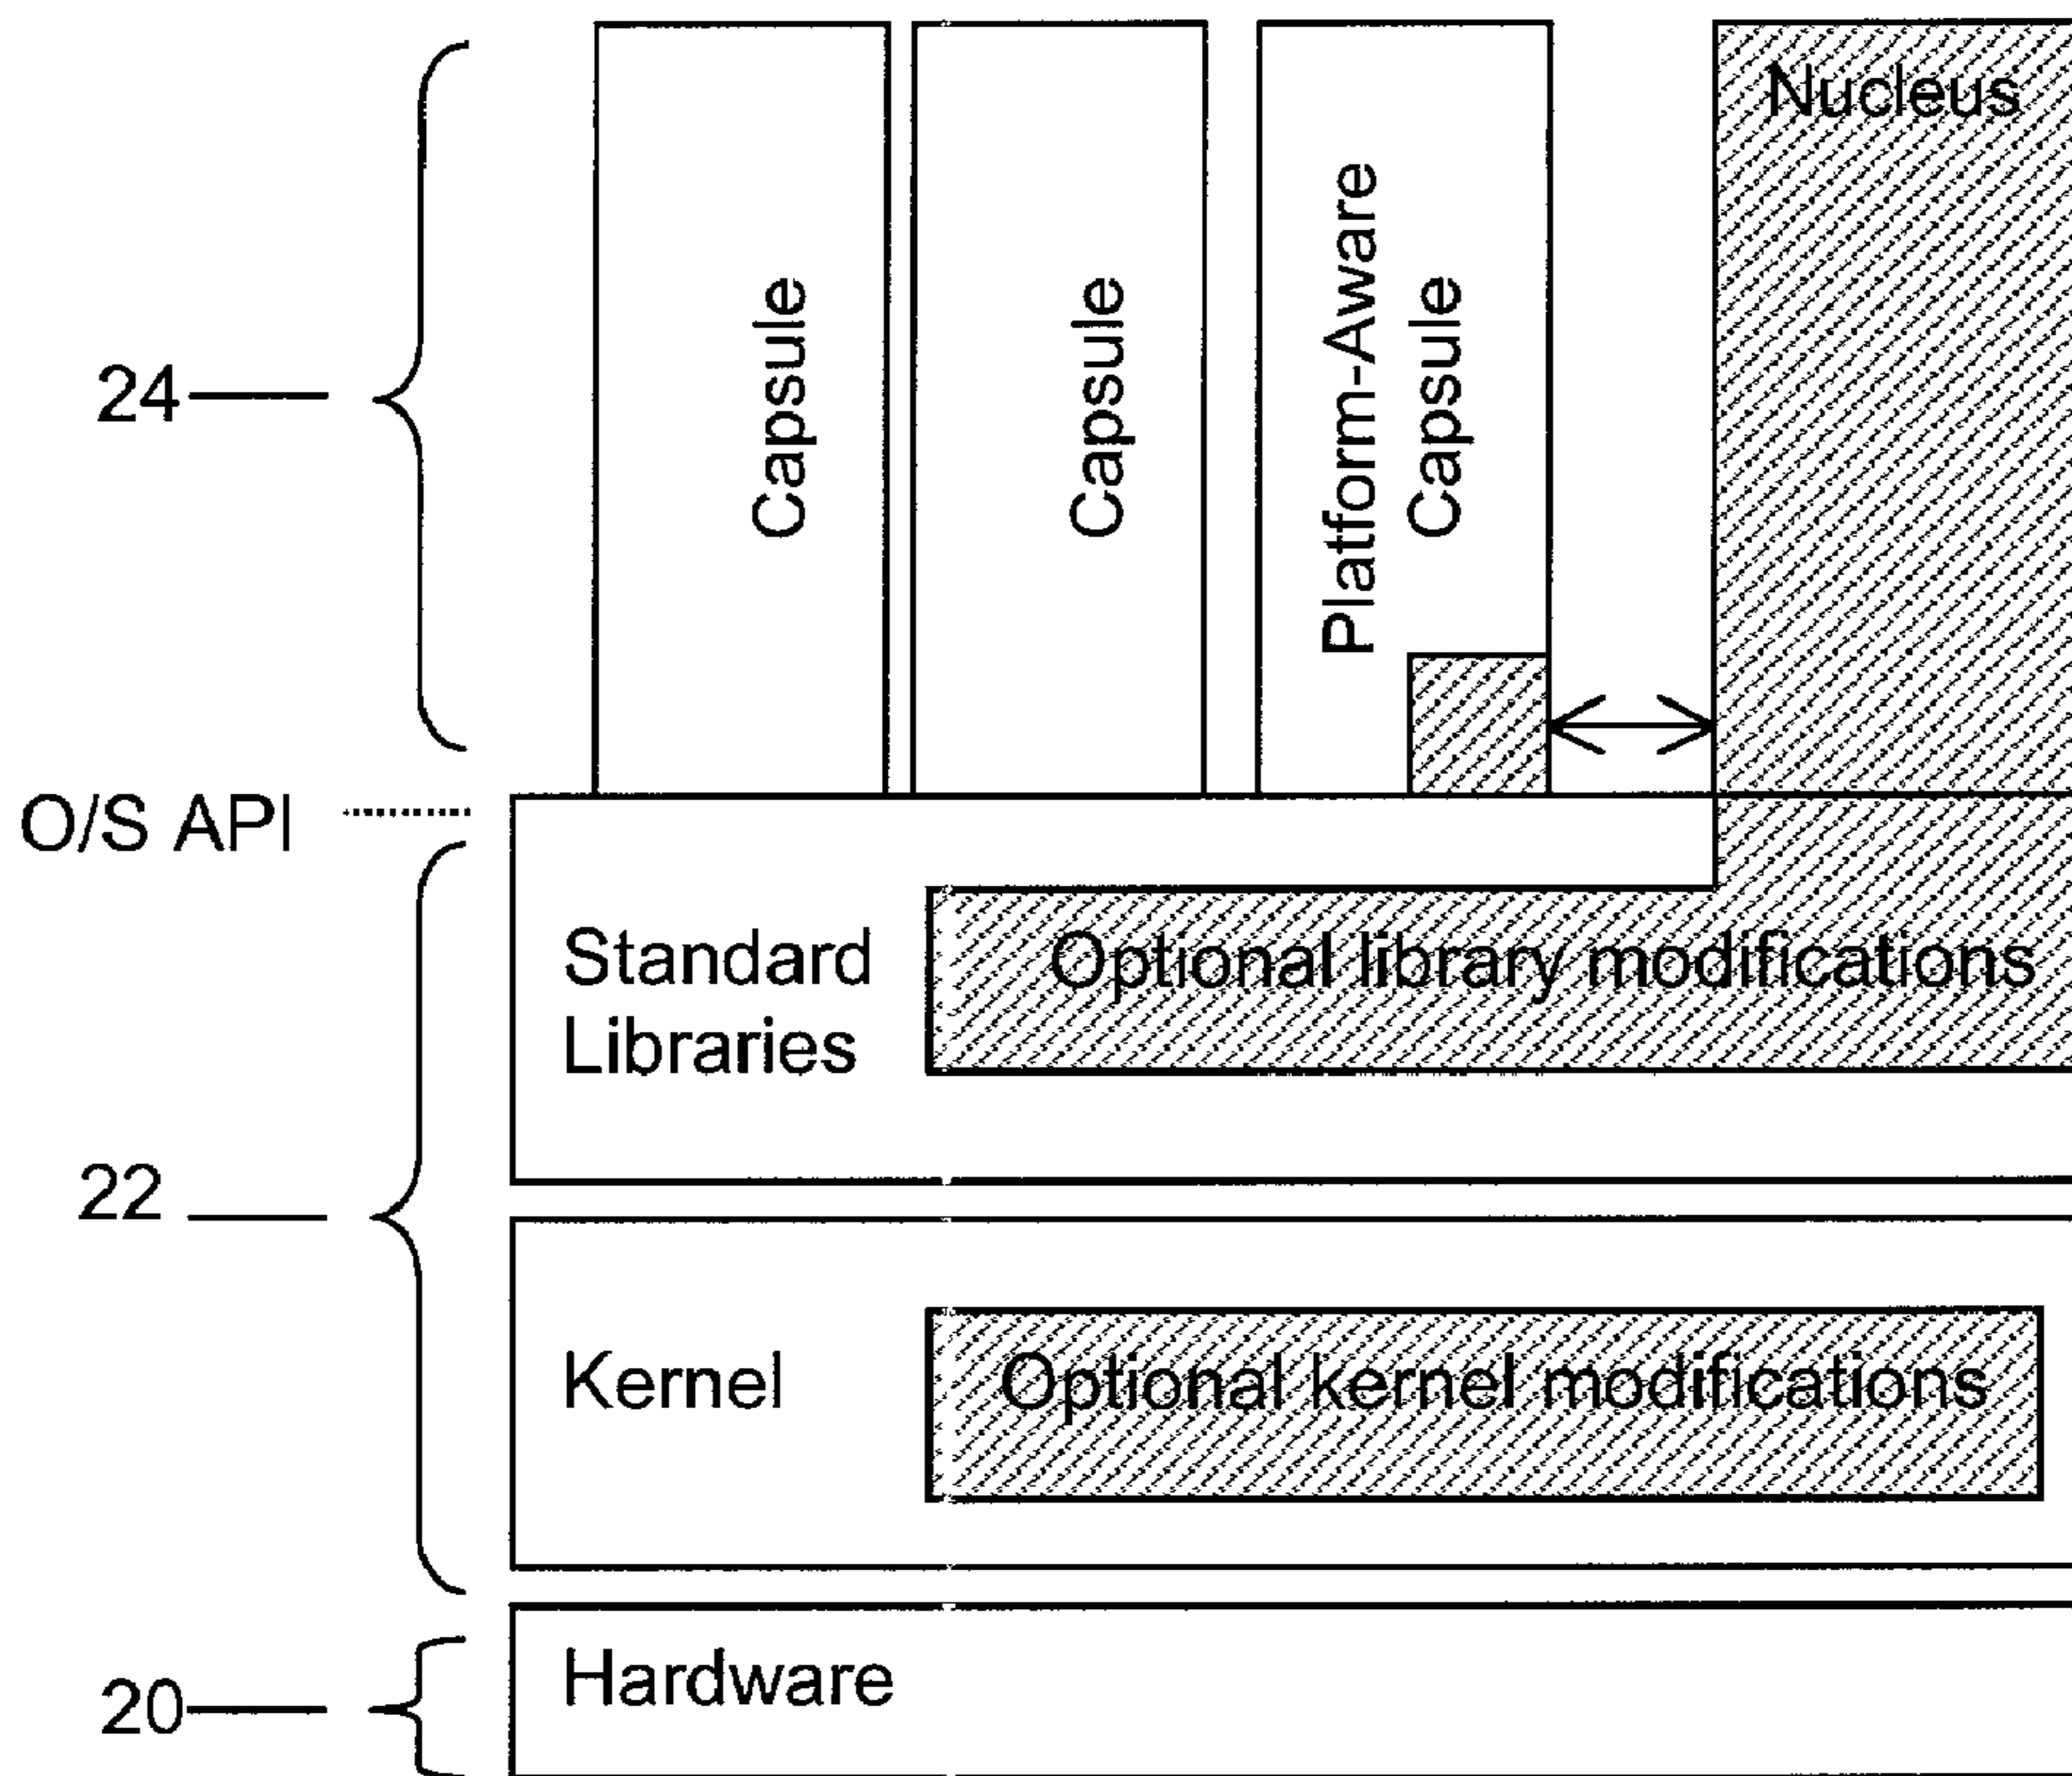 Nucleus
Capsule
Capsule
Platform-Aware
Capsule
24
O/S API
Standard
Libraries
Optional library modifications
22
Kernel
Optional kernel modifications
Hardware
20